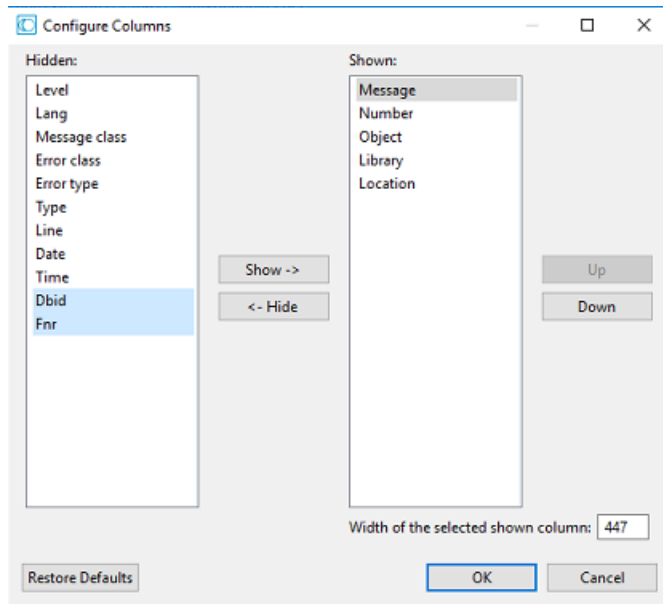 Configure Columns
Hidden:
Level
Lang
Message class
Error class
Error type
Type
Line
Date
Time
Dbid
Fnr
Show ->
<- Hide
Shown:
Message
Number
Object
Library
Location
Up
Down
Width of the selected shown column: 447
Restore Defaults
OK
Cancel